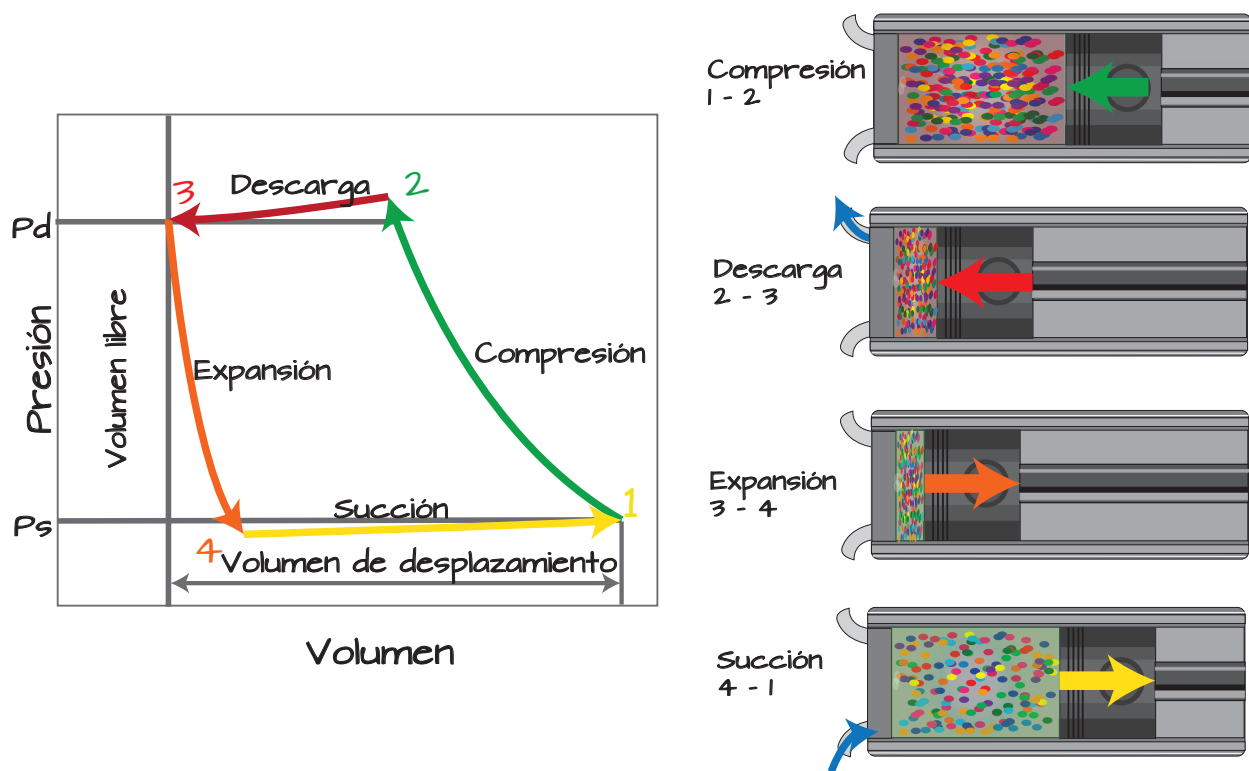 3
Descarga
2
Pd
Presión
Volumen libre
Expansión
Compresión
Ps
Succión
1
4
Volumen de desplazamiento
Volumen
Compresión
1 - 2
Descarga
2 - 3
Expansión
3 - 4
Succión
4 - 1